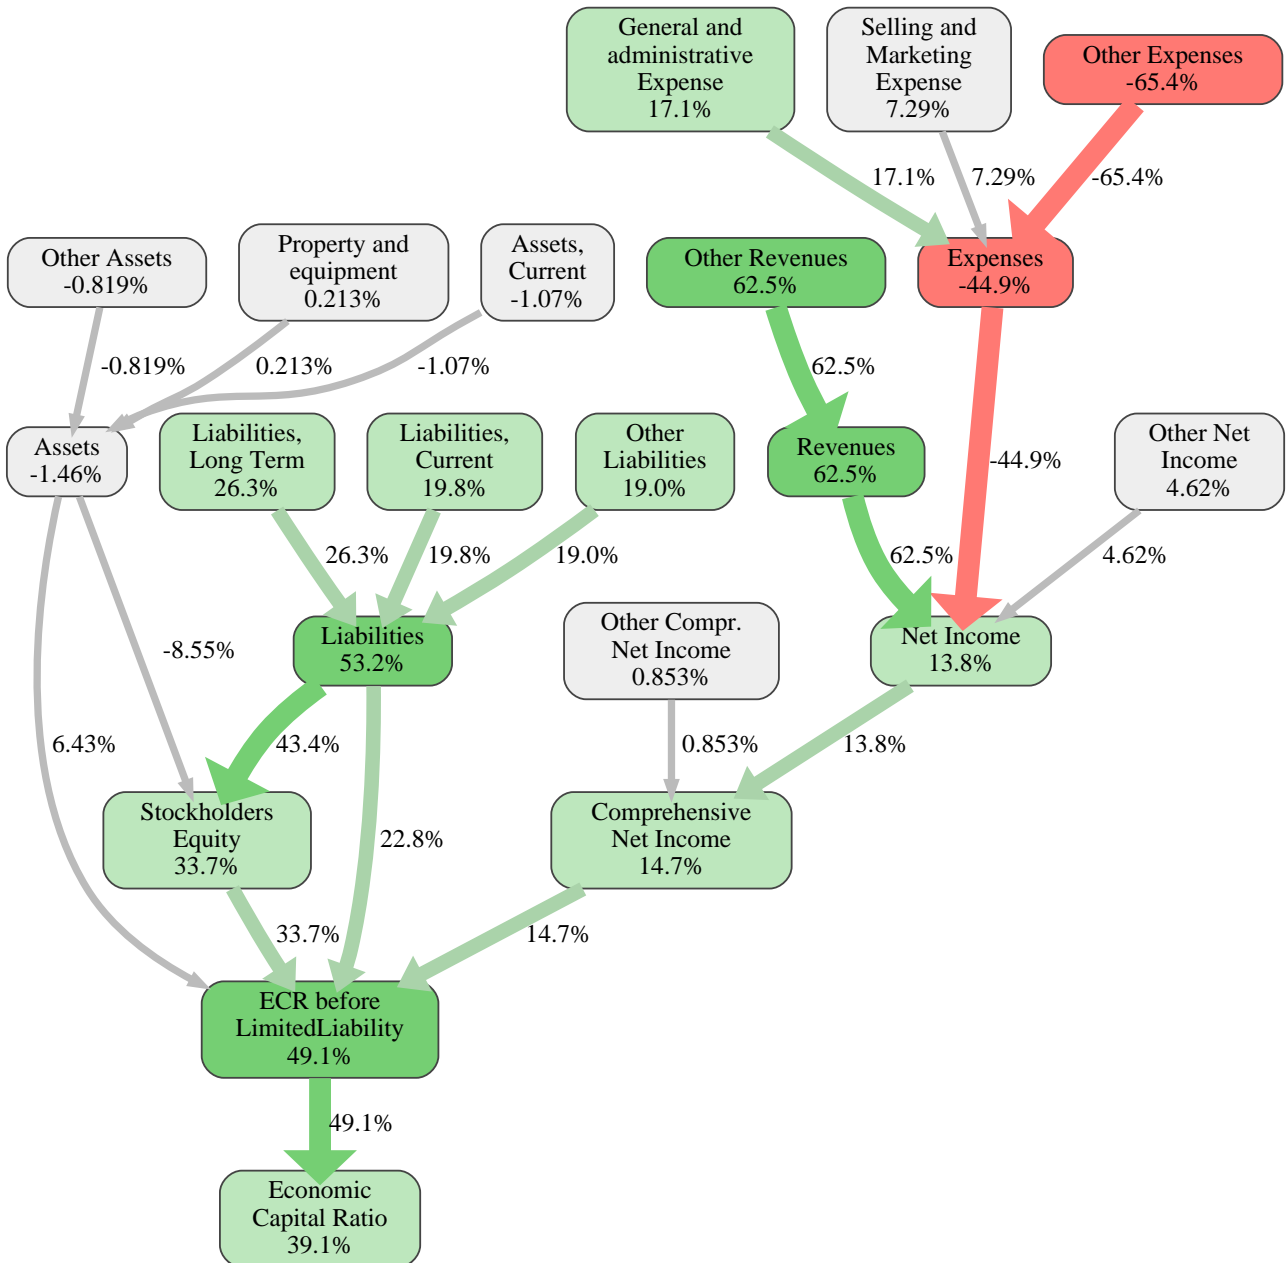 General and
administrative
Expense
17.1%
Selling and
Marketing
Expense
7.29%
Other Expenses
-65.4%
17.1%
7.29%
-65.4%
Other Assets
-0.819%
Property and
equipment
0.213%
Assets,
Current
-1.07%
Other Revenues
62.5%
Expenses
-44.9%
-0.819%
0.213%
-1.07%
62.5%
Assets
-1.46%
Liabilities,
Long Term
26.3%
Liabilities,
Current
19.8%
Other
Liabilities
19.0%
Revenues
62.5%
-44.9%
Other Net
Income
4.62%
26.3%
19.8%
19.0%
62.5%
4.62%
-8.55%
Liabilities
53.2%
Other Compr.
Net Income
0.853%
Net Income
13.8%
6.43%
43.4%
0.853%
13.8%
Stockholders
Equity
33.7%
22.8%
Comprehensive
Net Income
14.7%
33.7%
14.7%
ECR before
LimitedLiability
49.1%
49.1%
Economic
Capital Ratio
39.1%